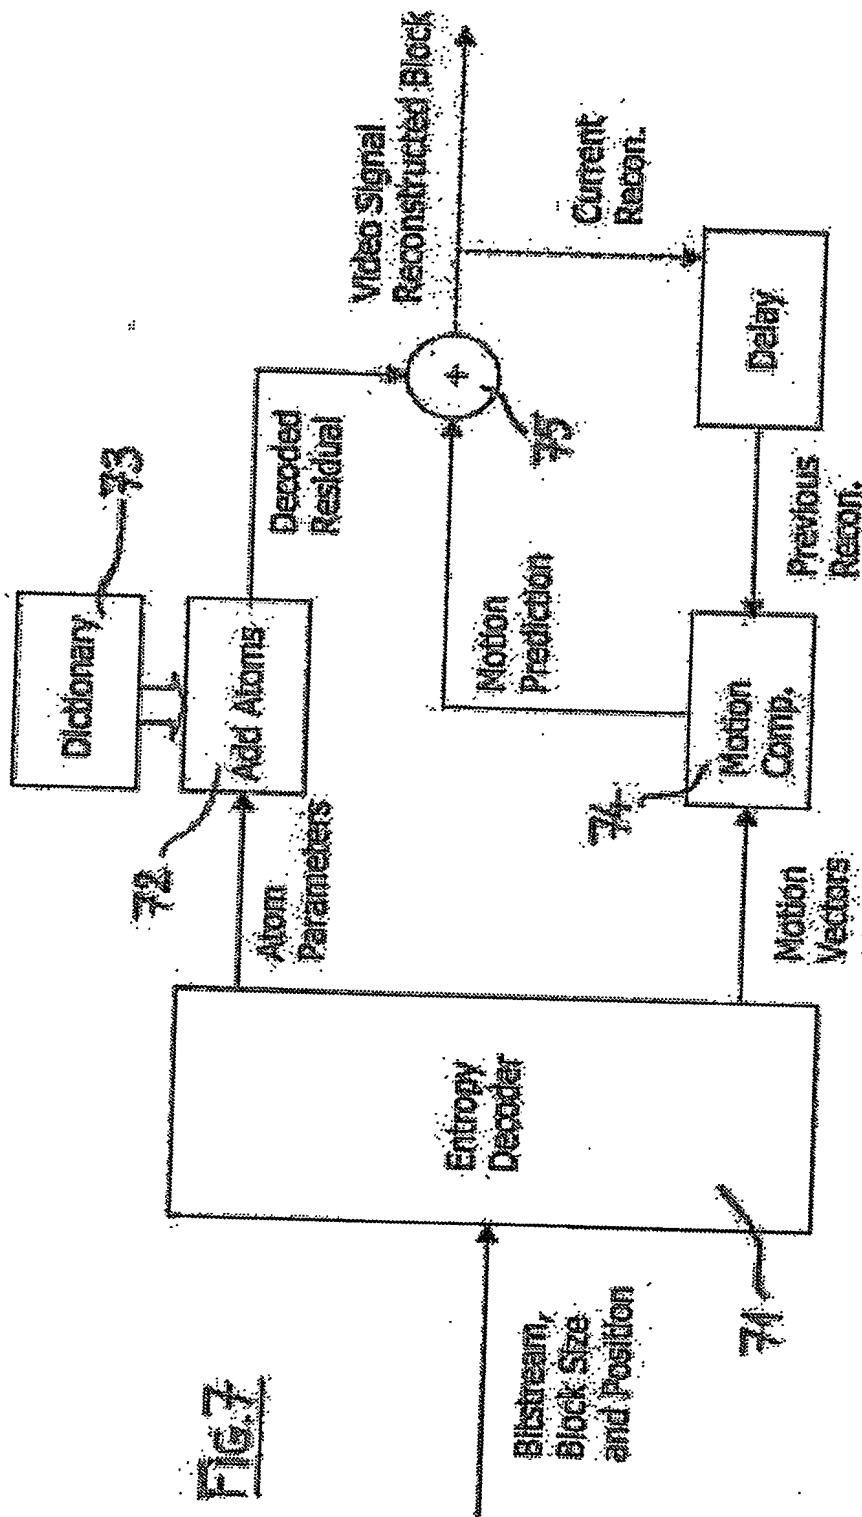 FIG.7
Bitstream,
Block Size
and Position
71
Entropy
Decoder
Atom
Parameters
72
Add Atoms
Dictionary
73
Decoded
Residual
Motion
Vectors
74
Motion
Comp.
Motion
Prediction
75
+
Video Signal
Reconstructed Block
Current
Recon.
Delay
Previous
Recon.